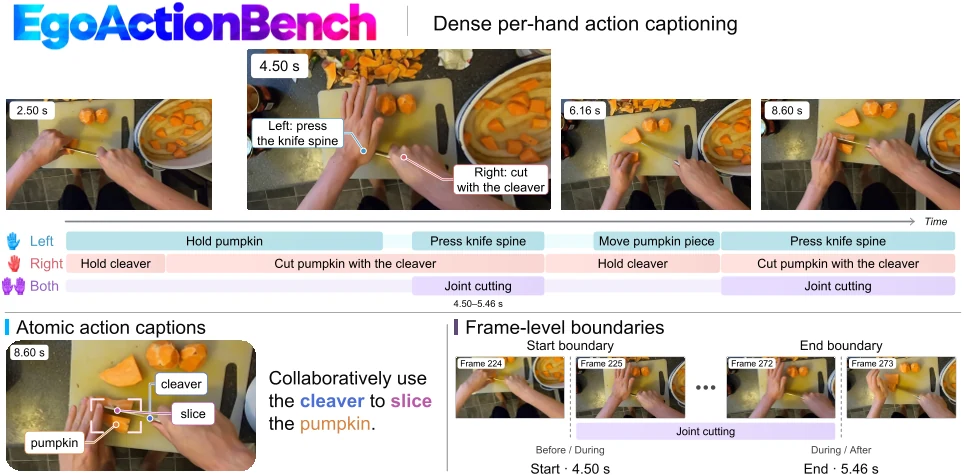 EgoActionBench
Dense per-hand action captioning
2.50 s
4.50 s
Left: press
the knife spine
Right: cut
with the cleaver
6.16 s
8.60 s
Time
Left
Hold pumpkin
Press knife spine
Move pumpkin piece
Press knife spine
Right
Hold cleaver
Cut pumpkin with the cleaver
Hold cleaver
Cut pumpkin with the cleaver
Both
Joint cutting
Joint cutting
4.50–5.46 s
Atomic action captions
8.60 s
cleaver
slice
pumpkin
Collaboratively use
the cleaver to slice
the pumpkin.
Frame-level boundaries
Start boundary
End boundary
Frame 224
Frame 225
Frame 272
Frame 273
Joint cutting
Before / During
During / After
Start · 4.50 s
End · 5.46 s